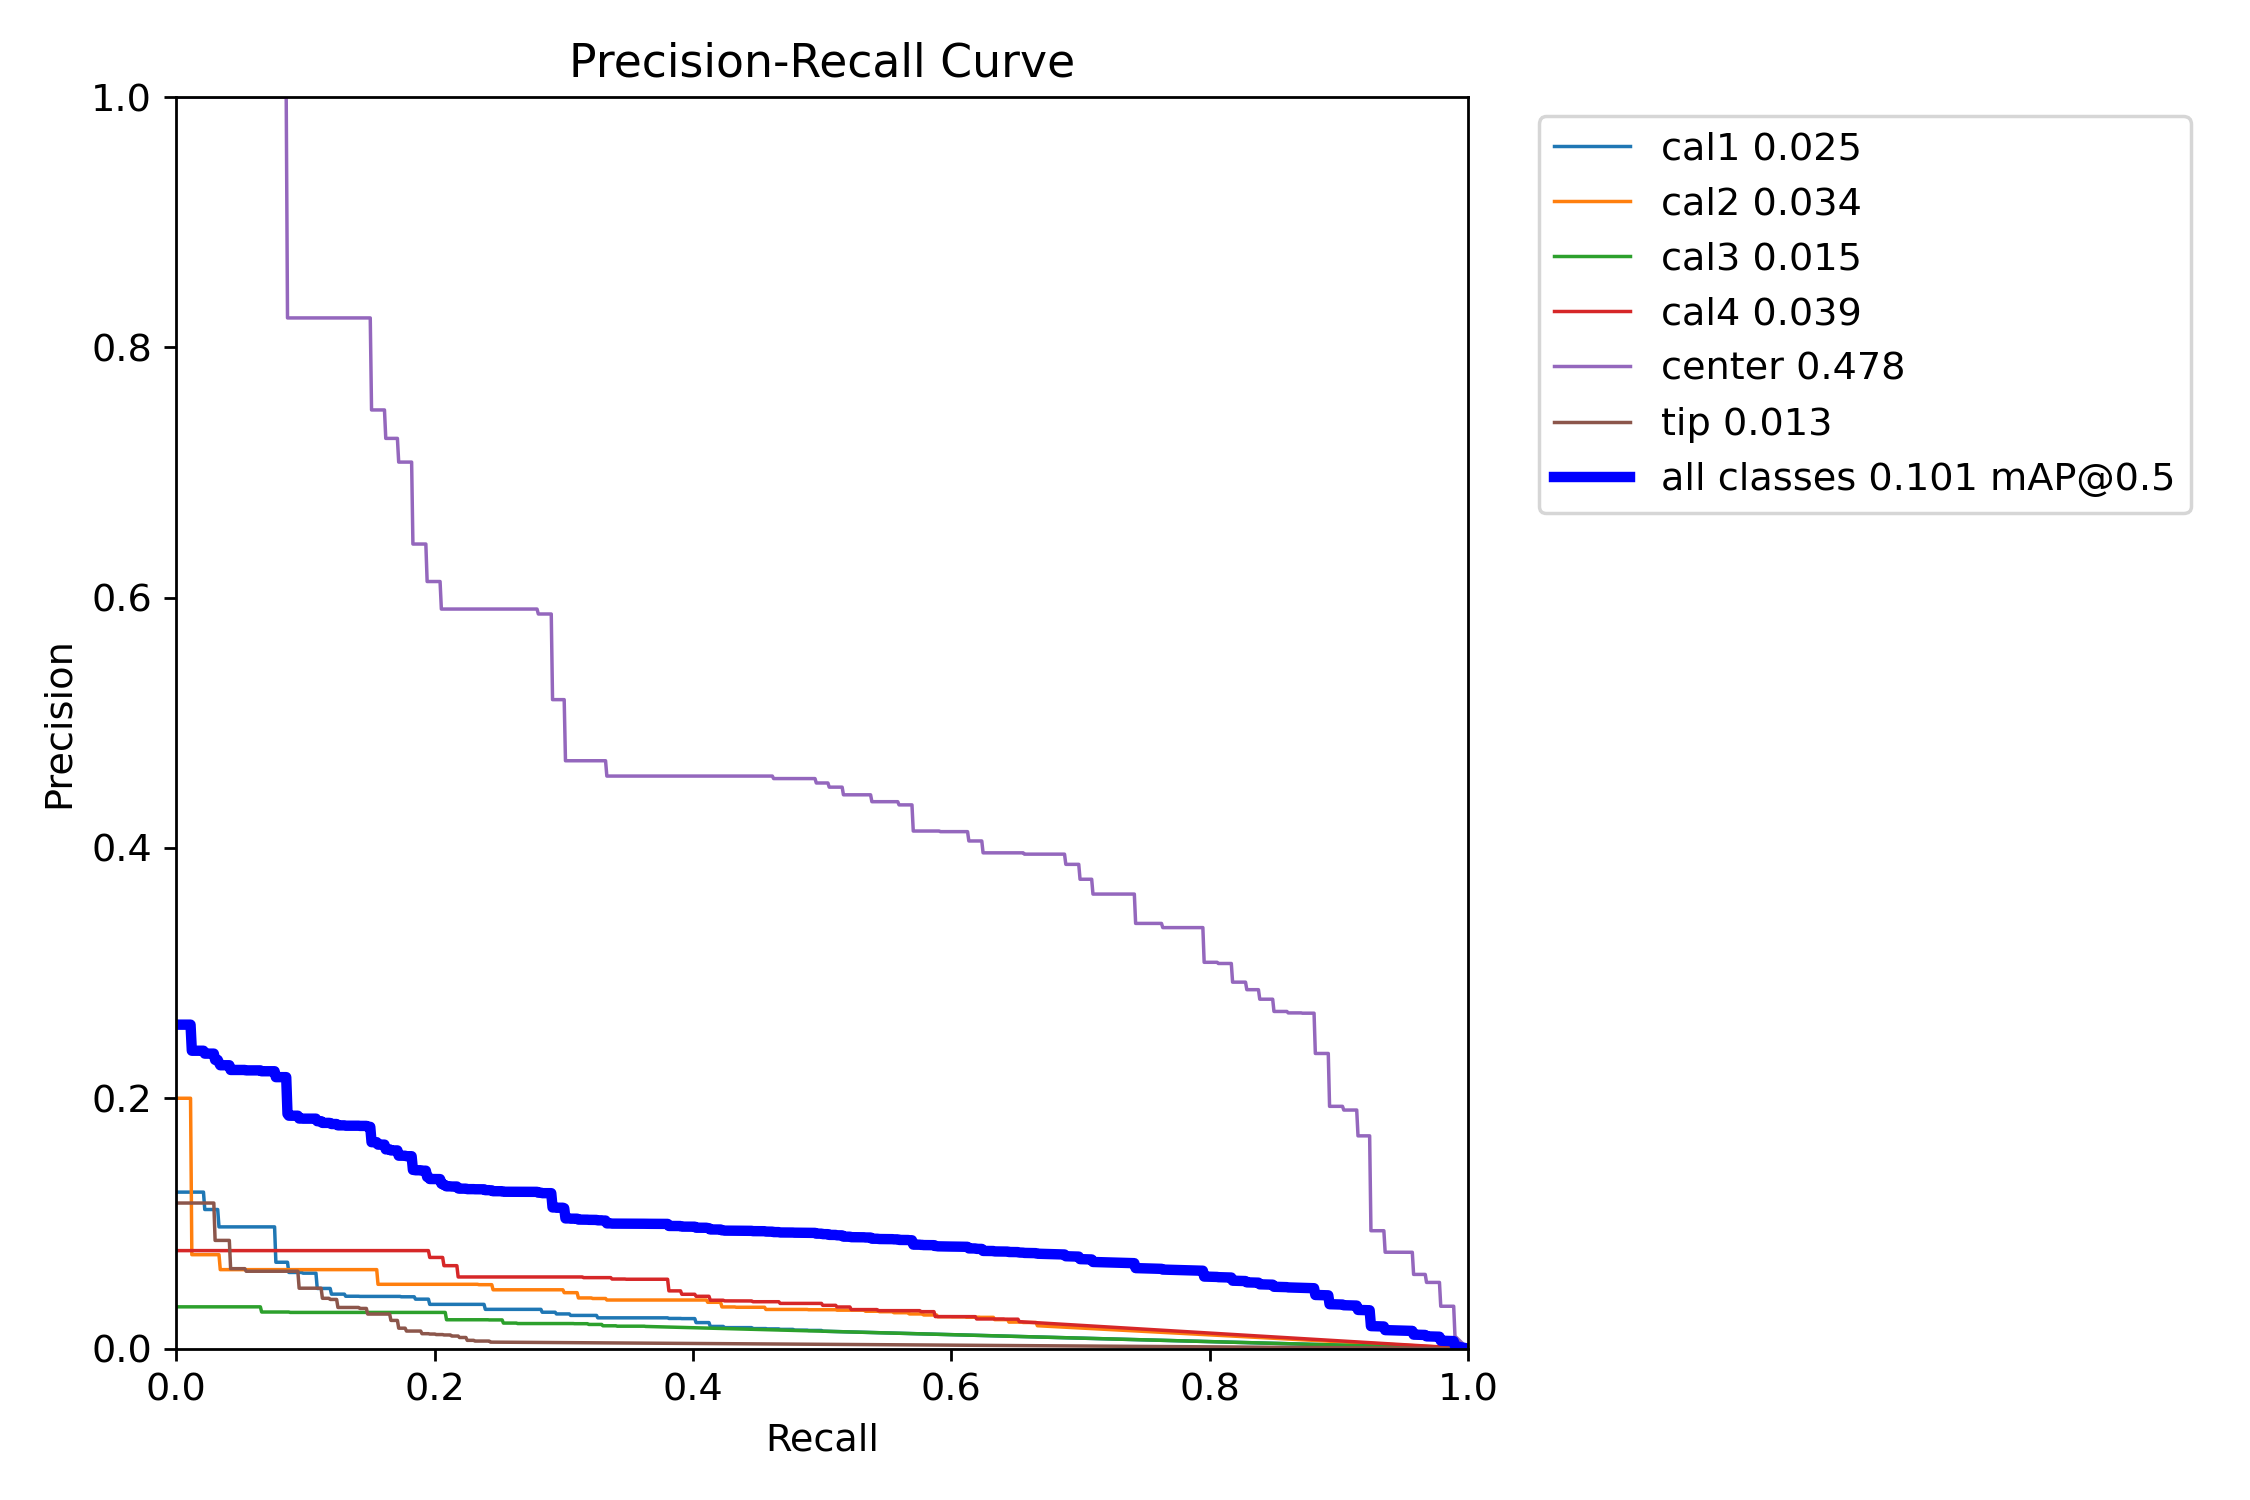 Precision-Recall Curve
1.0
0.8
0.6
0.4
0.2
0.0
Precision
0.0 0.2 0.4 0.6 0.8 1.0
Recall
cal1 0.025
cal2 0.034
cal3 0.015
cal4 0.039
center 0.478
tip 0.013
all classes 0.101 mAP@0.5